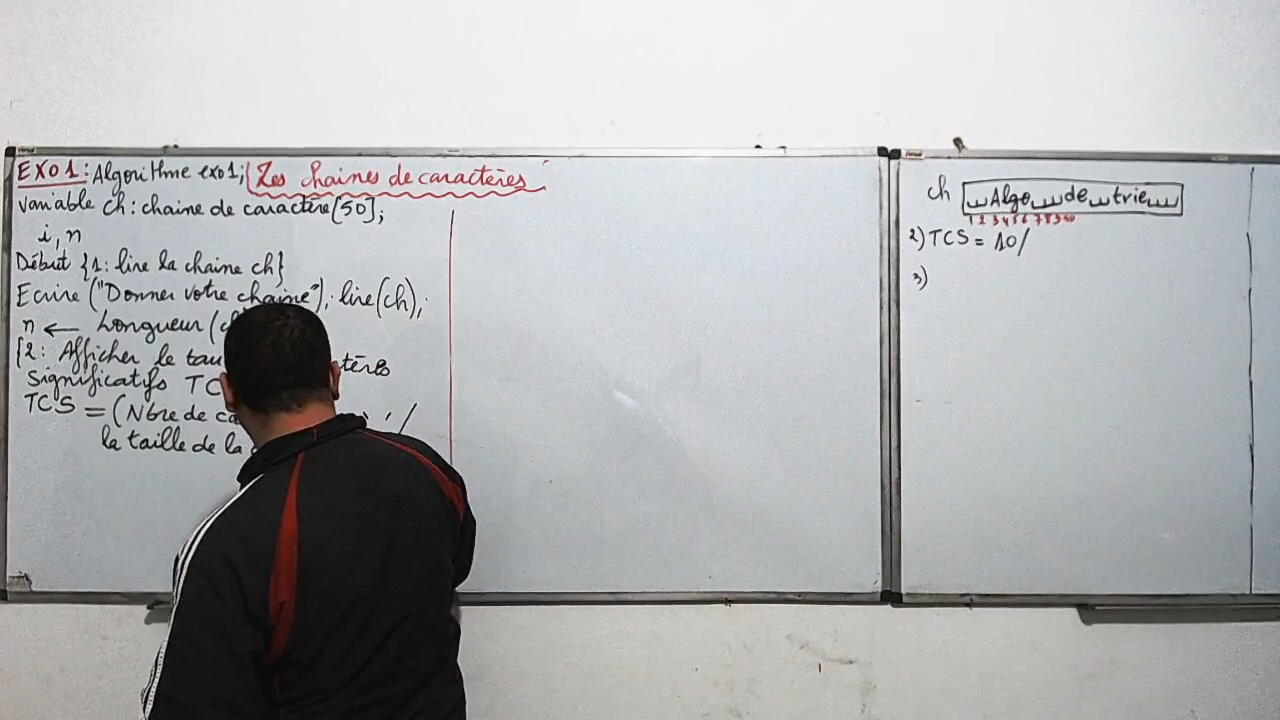 EXO1: Algorithme exo1; Les chaines de caractères
Variable ch: chaine de caractère[50];
i, n
Début {1: lire la chaine ch}
Ecrire ("Donner votre chaine"); lire(ch);
n ← Longueur (
{2: Afficher le tères
Significatifs TC
TCS = (Nbre de /
la taille de la
ch Algo de trie
1 2 3 4 5 6 7 8 9 10
2) TCS = 10/
3)